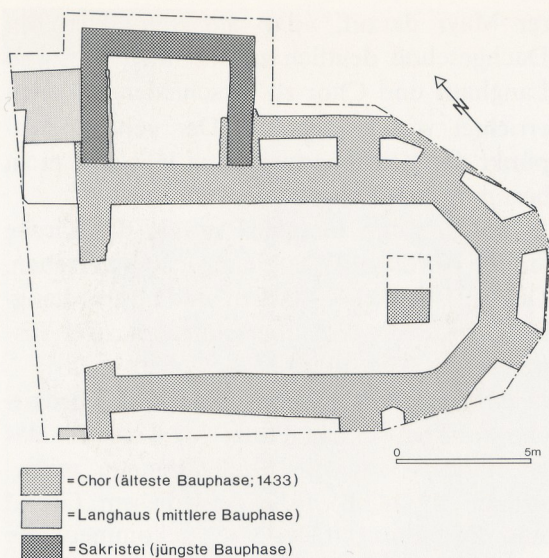 N
0 5m
= Chor (älteste Bauphase; 1433)
= Langhaus (mittlere Bauphase)
= Sakristei (jüngste Bauphase)